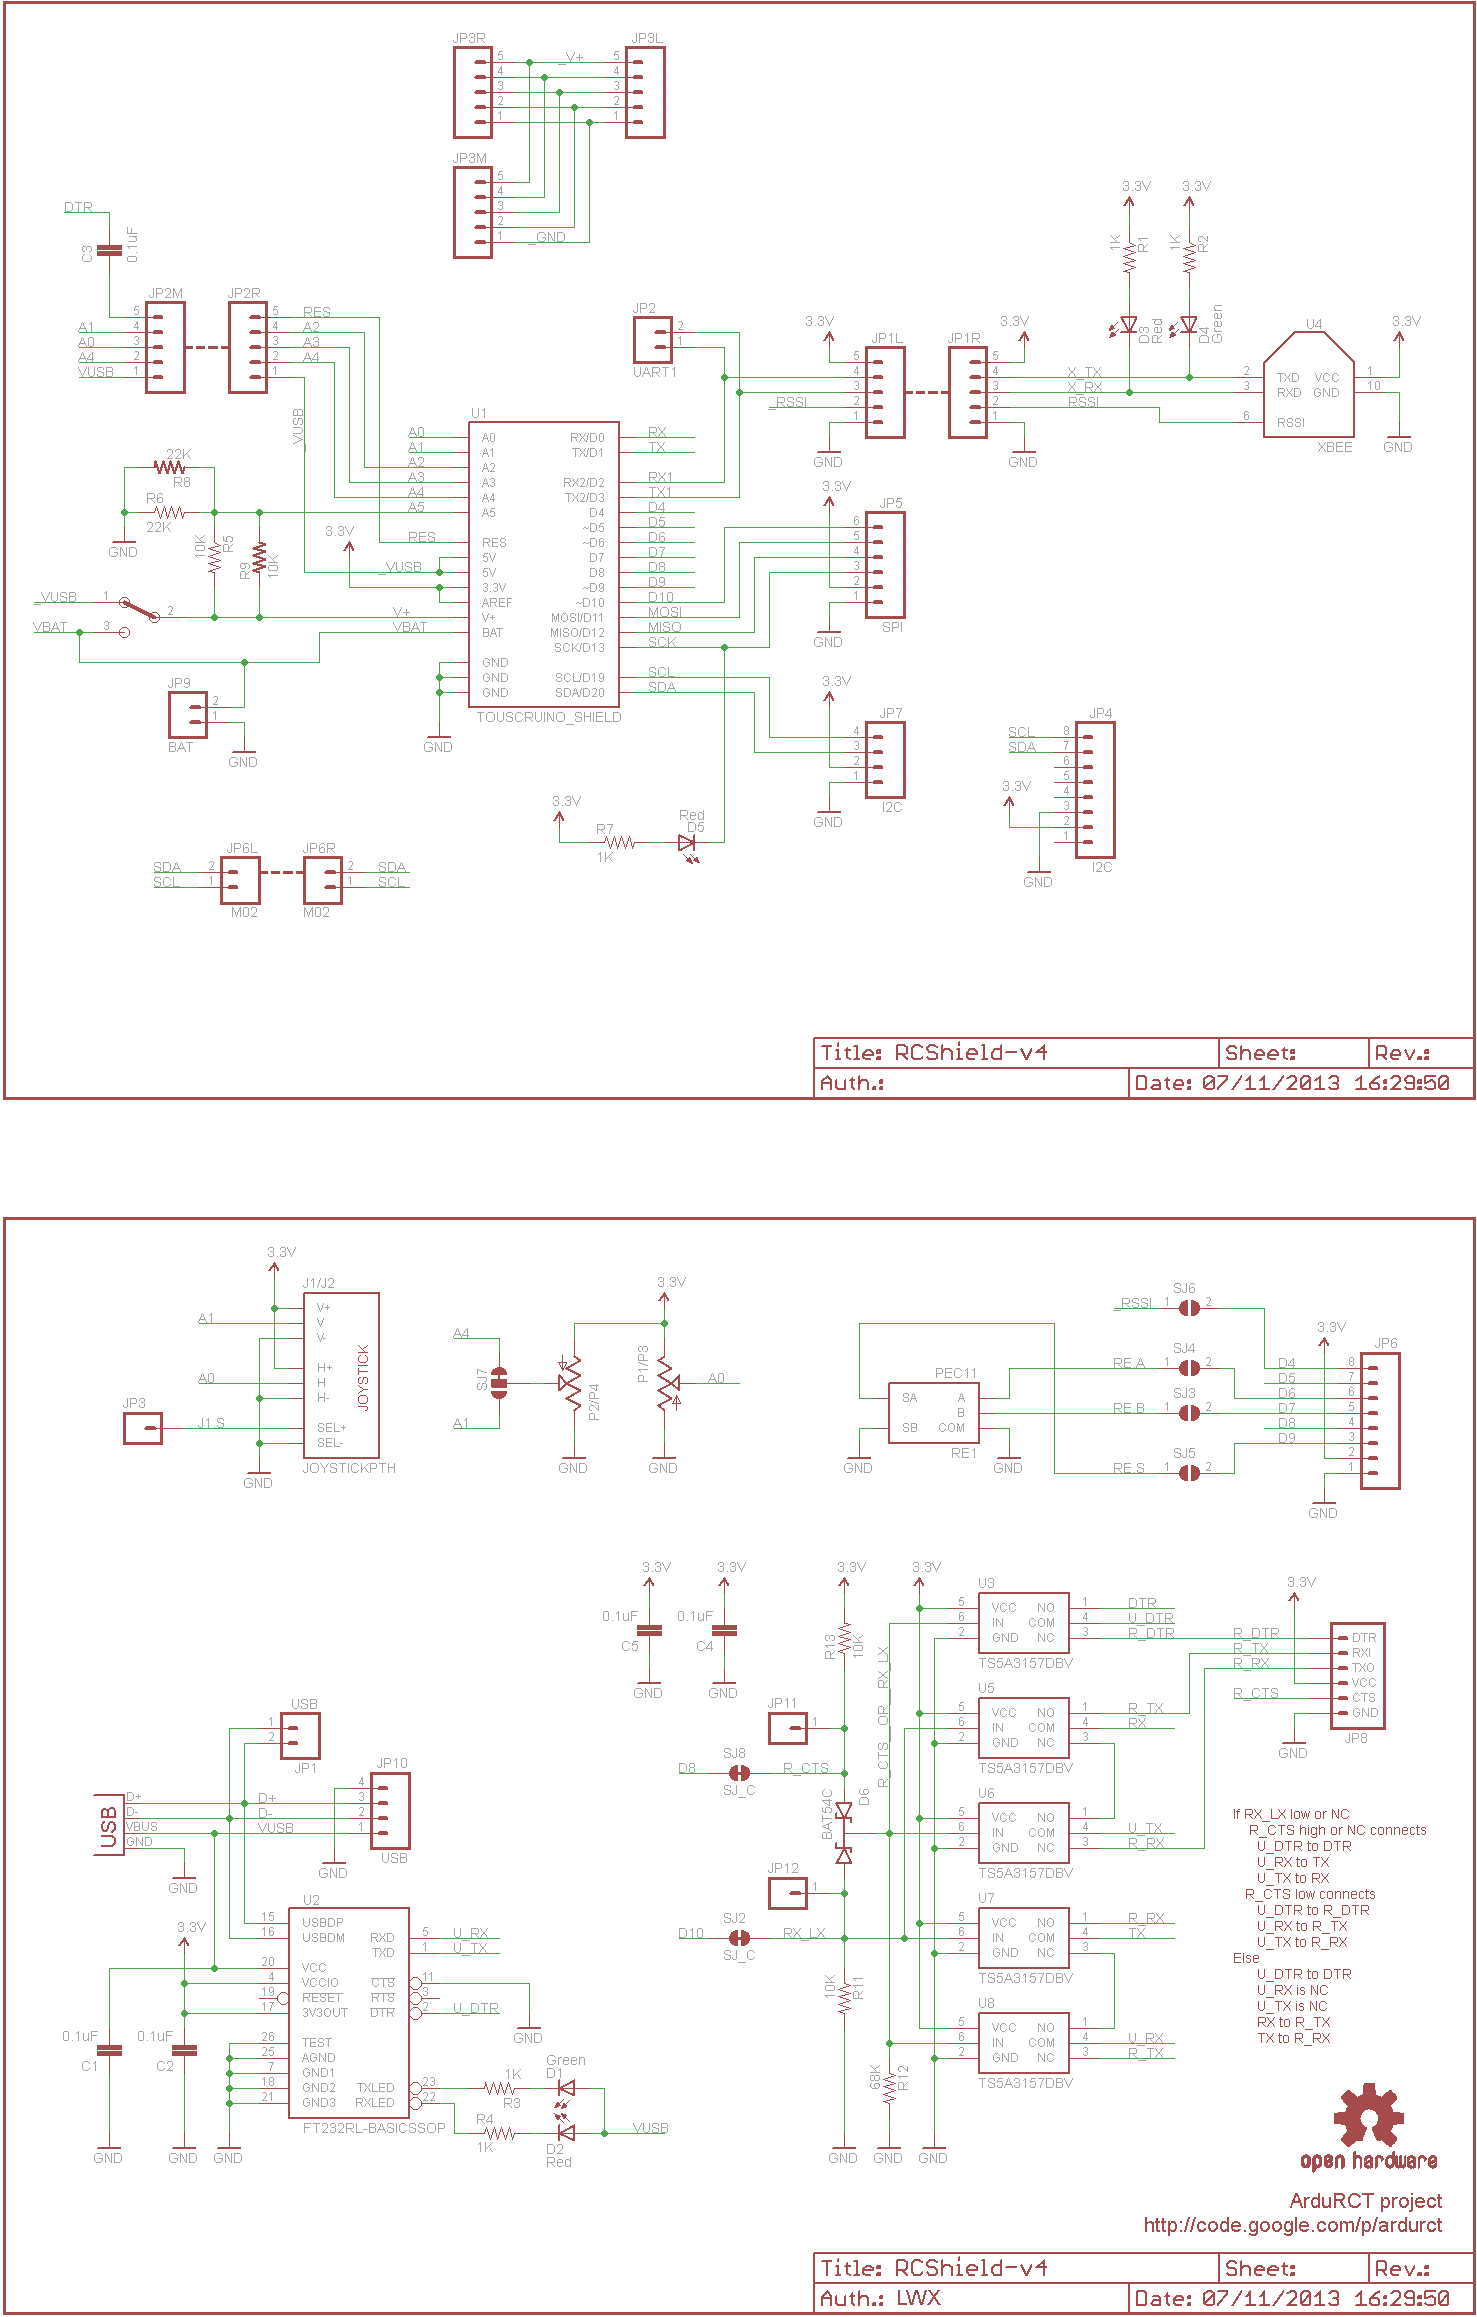 JP3R
JP3L
5
4
3
2
1
_V+
5
4
3
2
1
JP3M
5
4
3
2
1
_GND
DTR
C3
0.1uF
JP2M
A1
A0
A4
VUSB
5
4
3
2
1
JP2R
5
4
3
2
1
RES
A2
A3
A4
VUSB
JP2
2
1
UART1
3.3V
JP1L
5
4
3
2
1
_RSSI
GND
3.3V
JP1R
5
4
3
2
1
GND
X_TX
X_RX
RSSI
3.3V
3.3V
1K
R1
1K
R2
D3
Red
D4
Green
U4
3.3V
2
3
6
TXD
RXD
RSSI
VCC
GND
1
10
XBEE
GND
22K
R8
R6
22K
GND
10K
R5
R9
10K
3.3V
_VUSB
1
2
VBAT
3
V+
VBAT
_VUSB
JP9
2
1
BAT
GND
U1
A0
A1
A2
A3
A4
A5
RES
A0
A1
A2
A3
A4
A5
RES
5V
5V
3.3V
AREF
V+
BAT
GND
GND
GND
RX/D0
TX/D1
RX2/D2
TX2/D3
D4
~D5
~D6
D7
D8
~D9
~D10
MOSI/D11
MISO/D12
SCK/D13
SCL/D19
SDA/D20
RX
TX
RX1
TX1
D4
D5
D6
D7
D8
D9
D10
MOSI
MISO
SCK
SCL
SDA
TOUSCRUINO_SHIELD
GND
3.3V
JP5
6
5
4
3
2
1
SPI
GND
3.3V
JP7
4
3
2
1
I2C
GND
JP4
SCL
SDA
8
7
6
5
4
3
2
1
3.3V
GND
I2C
3.3V
R7
1K
Red
D5
JP6L
SDA
SCL
2
1
M02
JP6R
2
1
SDA
SCL
M02
Title: RCShield-v4
Sheet:
Rev.:
Auth.:
Date: 07/11/2013 16:29:50
3.3V
J1/J2
A1
A0
V+
V
V-
H+
H
H-
SEL+
SEL-
JOYSTICK
JOYSTICKPTH
JP3
J1.S
GND
A4
SJ7
A1
P2/P4
GND
3.3V
P1/P3
A0
GND
PEC11
SA
SB
A
B
COM
RE1
GND
GND
_RSSI
1
SJ6
2
RE.A
1
SJ4
2
RE.B
1
SJ3
2
RE.S
1
SJ5
2
3.3V
JP6
D4
D5
D6
D7
D8
D9
8
7
6
5
4
3
2
1
GND
3.3V
0.1uF
C5
GND
3.3V
0.1uF
C4
GND
3.3V
R13
10K
JP11
1
D8
SJ8
SJ_C
R_CTS
BAT54C
D6
R_CTS_OR_RX_LX
JP12
1
D10
SJ2
SJ_C
RX_LX
10K
R11
GND
68K
R12
GND
GND
3.3V
U3
5
6
2
VCC
IN
GND
NO
COM
NC
1
4
3
DTR
U_DTR
R_DTR
TS5A3157DBV
U5
5
6
2
VCC
IN
GND
NO
COM
NC
1
4
3
R_TX
RX
TS5A3157DBV
U6
5
6
2
VCC
IN
GND
NO
COM
NC
1
4
3
U_TX
R_RX
TS5A3157DBV
U7
5
6
2
VCC
IN
GND
NO
COM
NC
1
4
3
R_RX
TX
TS5A3157DBV
U8
5
6
2
VCC
IN
GND
NO
COM
NC
1
4
3
U_RX
R_TX
TS5A3157DBV
3.3V
R_DTR
R_TX
R_RX
R_CTS
DTR
RXI
TXO
VCC
CTS
GND
JP8
GND
If RX_LX low or NC
R_CTS high or NC connects
U_DTR to DTR
U_RX to TX
U_TX to RX
R_CTS low connects
U_DTR to R_DTR
U_RX to R_TX
U_TX to R_RX
Else
U_DTR to DTR
U_RX is NC
U_TX is NC
RX to R_TX
TX to R_RX
USB
1
2
JP1
JP10
4
3
2
1
USB
GND
USB
D+
D-
VBUS
GND
D+
D-
VUSB
GND
3.3V
U2
15
16
20
4
19
17
26
25
7
18
21
USBDP
USBDM
VCC
VCCIO
RESET
3V3OUT
TEST
AGND
GND1
GND2
GND3
RXD
TXD
CTS
RTS
DTR
TXLED
RXLED
5
1
11
3
2
23
22
U_RX
U_TX
U_DTR
GND
FT232RL-BASICSSOP
0.1uF
C1
GND
0.1uF
C2
GND
GND
1K
R3
R4
1K
Green
D1
D2
Red
VUSB
open hardware
ArduRCT project
http://code.google.com/p/ardurct
Title: RCShield-v4
Sheet:
Rev.:
Auth.: LWX
Date: 07/11/2013 16:29:50